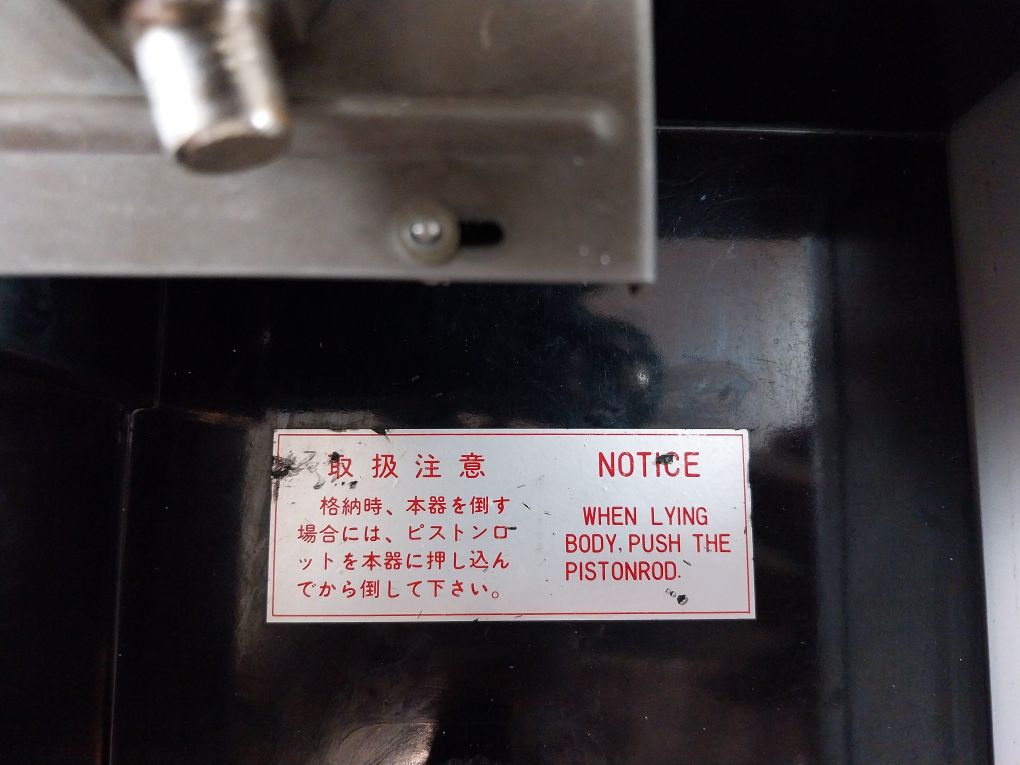 取扱注意
格納時、本器を倒す
場合には、ピストンロ
ットを本器に押し込ん
でから倒して下さい。
NOTICE
WHEN LYING
BODY, PUSH THE
PISTONROD.